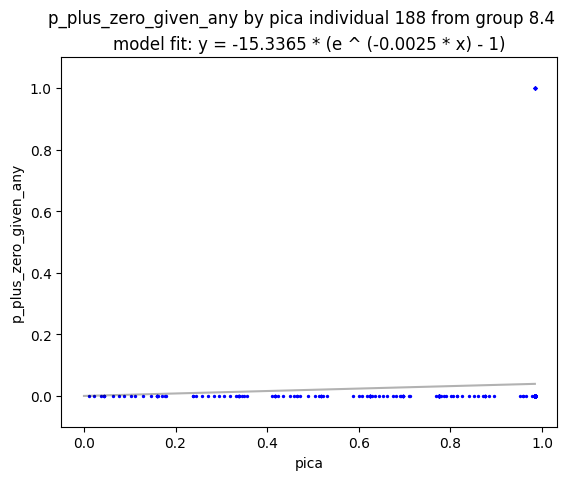 p_plus_zero_given_any by pica individual 188 from group 8.4
model fit: y = -15.3365 * (e ^ (-0.0025 * x) - 1)
1.0
0.8
0.6
0.4
0.2
0.0
p_plus_zero_given_any
0.0 0.2 0.4 0.6 0.8 1.0
pica